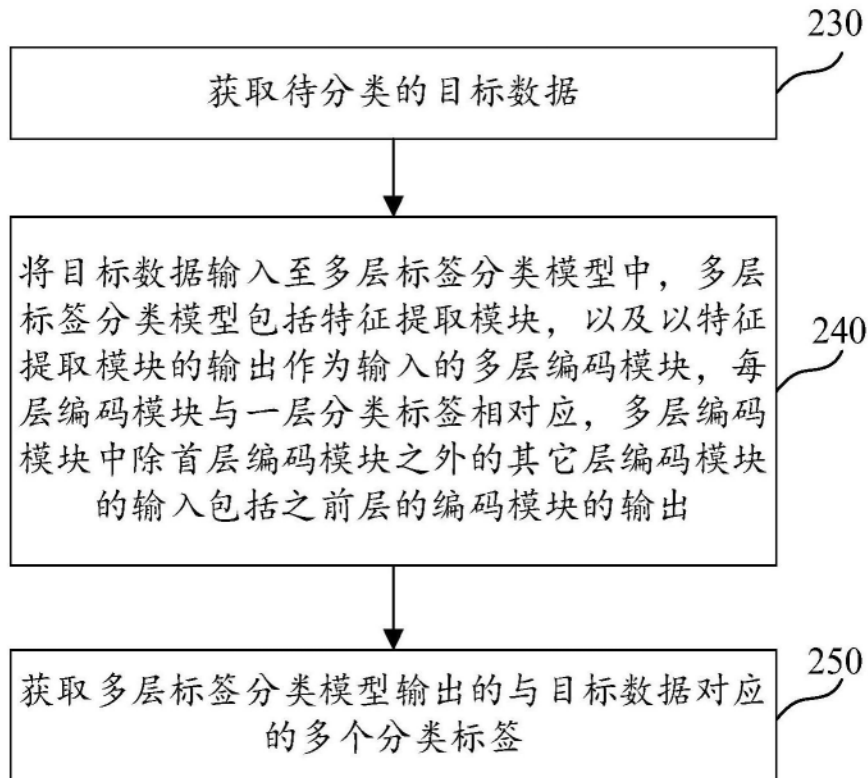 230
获取待分类的目标数据
将目标数据输入至多层标签分类模型中，多层
标签分类模型包括特征提取模块，以及以特征
提取模块的输出作为输入的多层编码模块，每
层编码模块与一层分类标签相对应，多层编码
模块中除首层编码模块之外的其它层编码模块
的输入包括之前层的编码模块的输出
240
250
获取多层标签分类模型输出的与目标数据对应
的多个分类标签